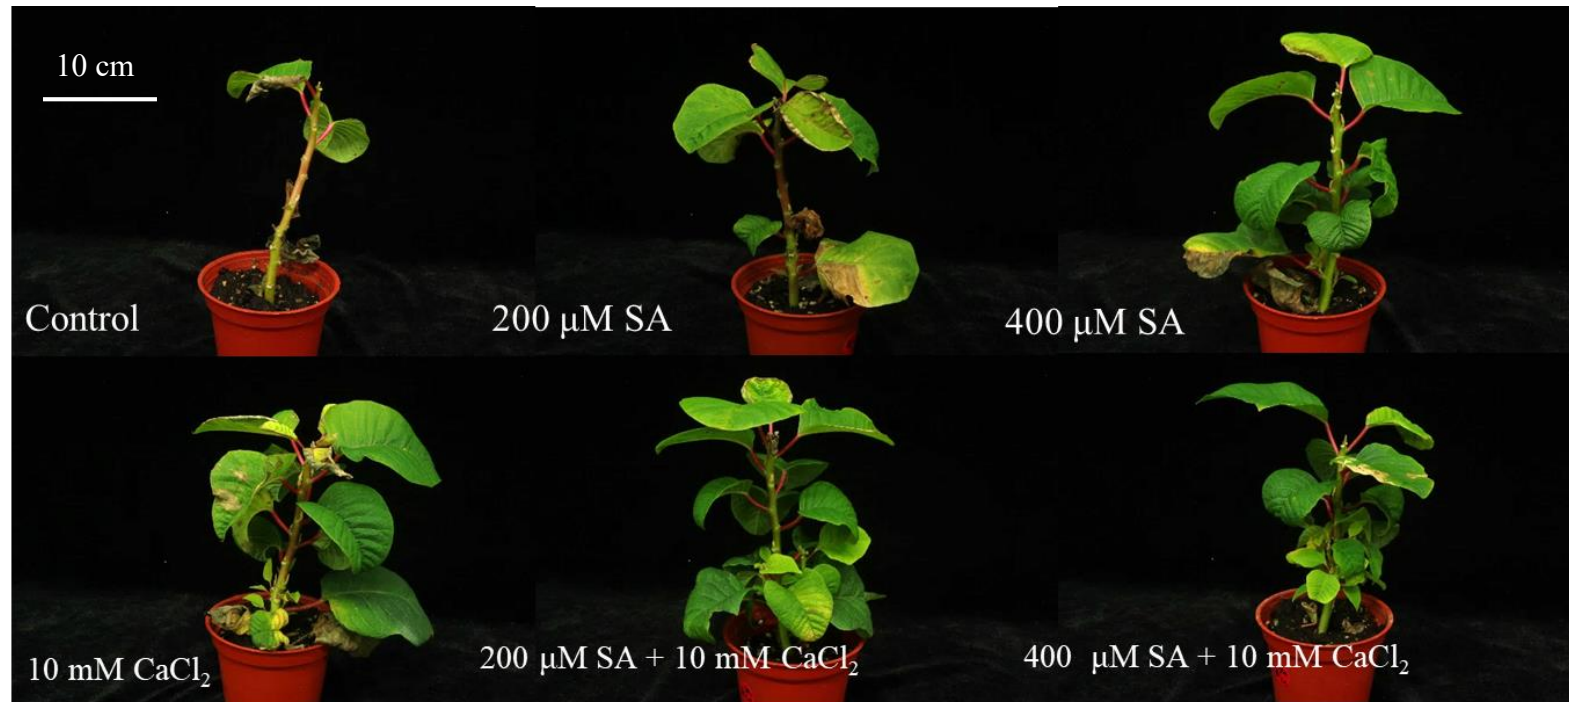 10 cm
Control
200 μM SA
400 μM SA
10 mM CaCl₂
200 μM SA + 10 mM CaCl₂
400 μM SA + 10 mM CaCl₂